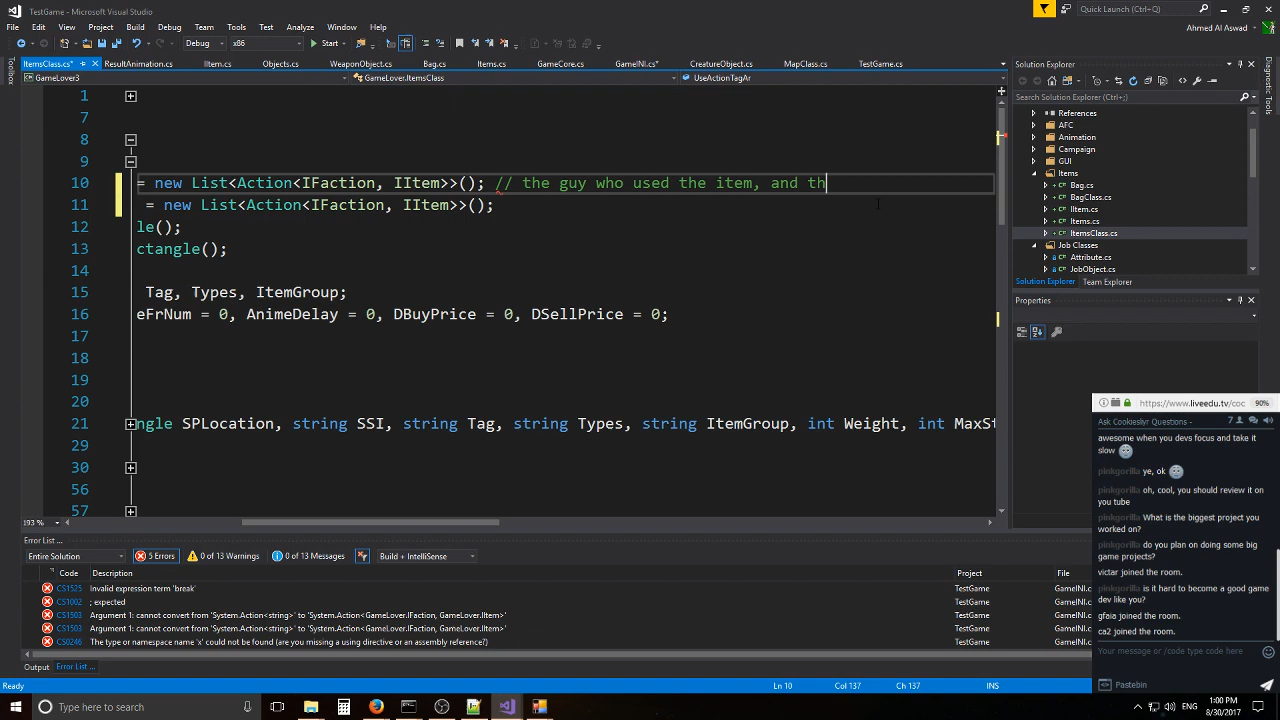 TestGame - Microsoft Visual Studio
Quick Launch (Ctrl+Q)
File Edit View Project Build Debug Team Tools Test Analyze Window Help
Ahmed Al Aswad
Debug x86 Start
ItemsClass.cs* ResultAnimation.cs IItem.cs Objects.cs WeaponObject.cs Bag.cs Items.cs GameCore.cs GameINI.cs* CreatureObject.cs MapClass.cs TestGame.cs
GameLover3 GameLover.ItemsClass UseActionTagAr
Toolbox
1
7
8
9
10 = new List<Action<IFaction, IItem>>(); // the guy who used the item, and th
11 = new List<Action<IFaction, IItem>>();
12 le();
13 ctangle();
14
15 Tag, Types, ItemGroup;
16 eFrNum = 0, AnimeDelay = 0, DBuyPrice = 0, DSellPrice = 0;
17
18
19
20
21 ngle SPLocation, string SSI, string Tag, string Types, string ItemGroup, int Weight, int MaxSt
29
30
56
57
193 %
Solution Explorer
Search Solution Explorer (Ctrl+;)
References
AFC
Animation
Campaign
GUI
Items
Bag.cs
BagClass.cs
IItem.cs
Items.cs
ItemsClass.cs
Job Classes
Attribute.cs
JobObject.cs
Solution Explorer Team Explorer
Properties
Diagnostic Tools
Error List ...
Entire Solution 5 Errors 0 of 13 Warnings 0 of 13 Messages Build + IntelliSense
Code Description Project File
CS1525 Invalid expression term 'break' TestGame GameINI.cs
CS1002 ; expected TestGame GameINI.cs
CS1503 Argument 1: cannot convert from 'System.Action<string>' to 'System.Action<GameLover.IFaction, GameLover.IItem>' TestGame GameINI.cs
CS1503 Argument 1: cannot convert from 'System.Action<string>' to 'System.Action<GameLover.IFaction, GameLover.IItem>' TestGame GameINI.cs
CS0246 The type or namespace name 'x' could not be found (are you missing a using directive or an assembly reference?) TestGame GameINI.cs
Output Error List ...
Ready Ln 10 Col 137 Ch 137 INS
https://www.liveedu.tv/coc 90%
Ask Cookieslyr Questions - 7
awesome when you devs focus and take it
slow
pinkgorilla ye, ok
pinkgorilla oh, cool, you should review it on
you tube
pinkgorilla What is the biggest project you
worked on?
pinkgorilla do you plan on doing some big
game projects?
victar joined the room.
pinkgorilla is it hard to become a good game
dev like you?
gfaia joined the room.
ca2 joined the room.
Your message or /code type code here
Pastebin
Type here to search
ENG
1:00 PM
8/30/2017